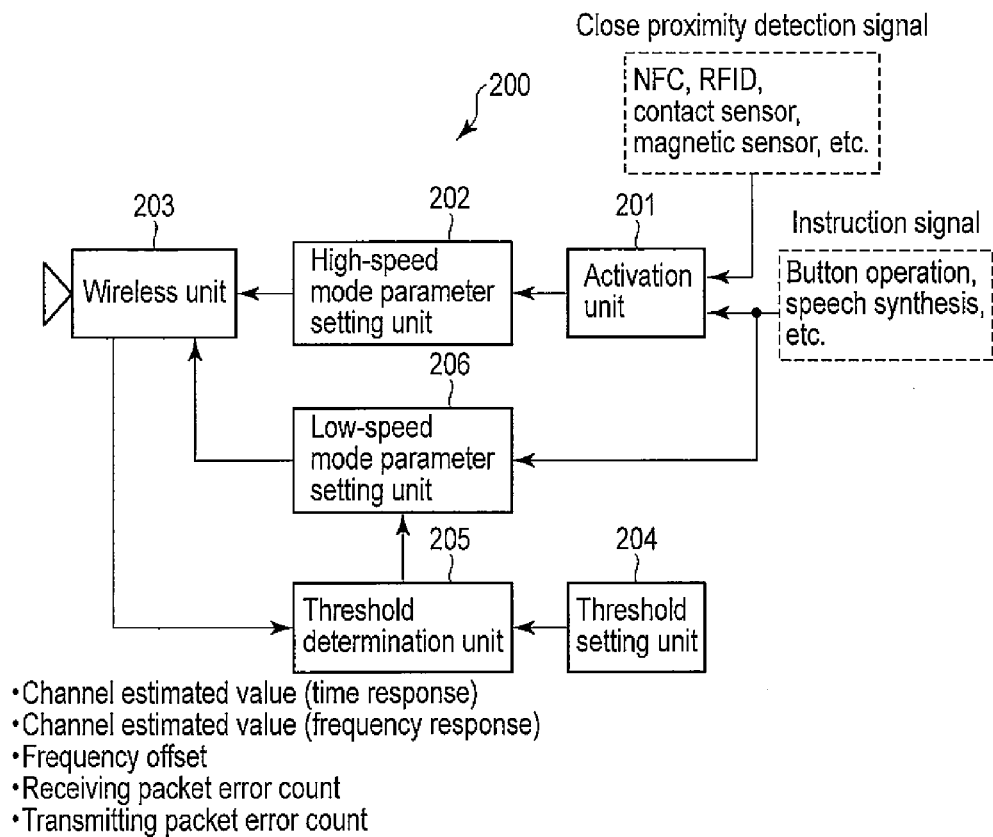 Close proximity detection signal
NFC, RFID,
contact sensor,
magnetic sensor, etc.
200
203
202
201
Instruction signal
Wireless unit
High-speed
mode parameter
setting unit
Activation
unit
Button operation,
speech synthesis,
etc.
206
Low-speed
mode parameter
setting unit
205
204
Threshold
determination unit
Threshold
setting unit
•Channel estimated value (time response)
•Channel estimated value (frequency response)
•Frequency offset
•Receiving packet error count
•Transmitting packet error count